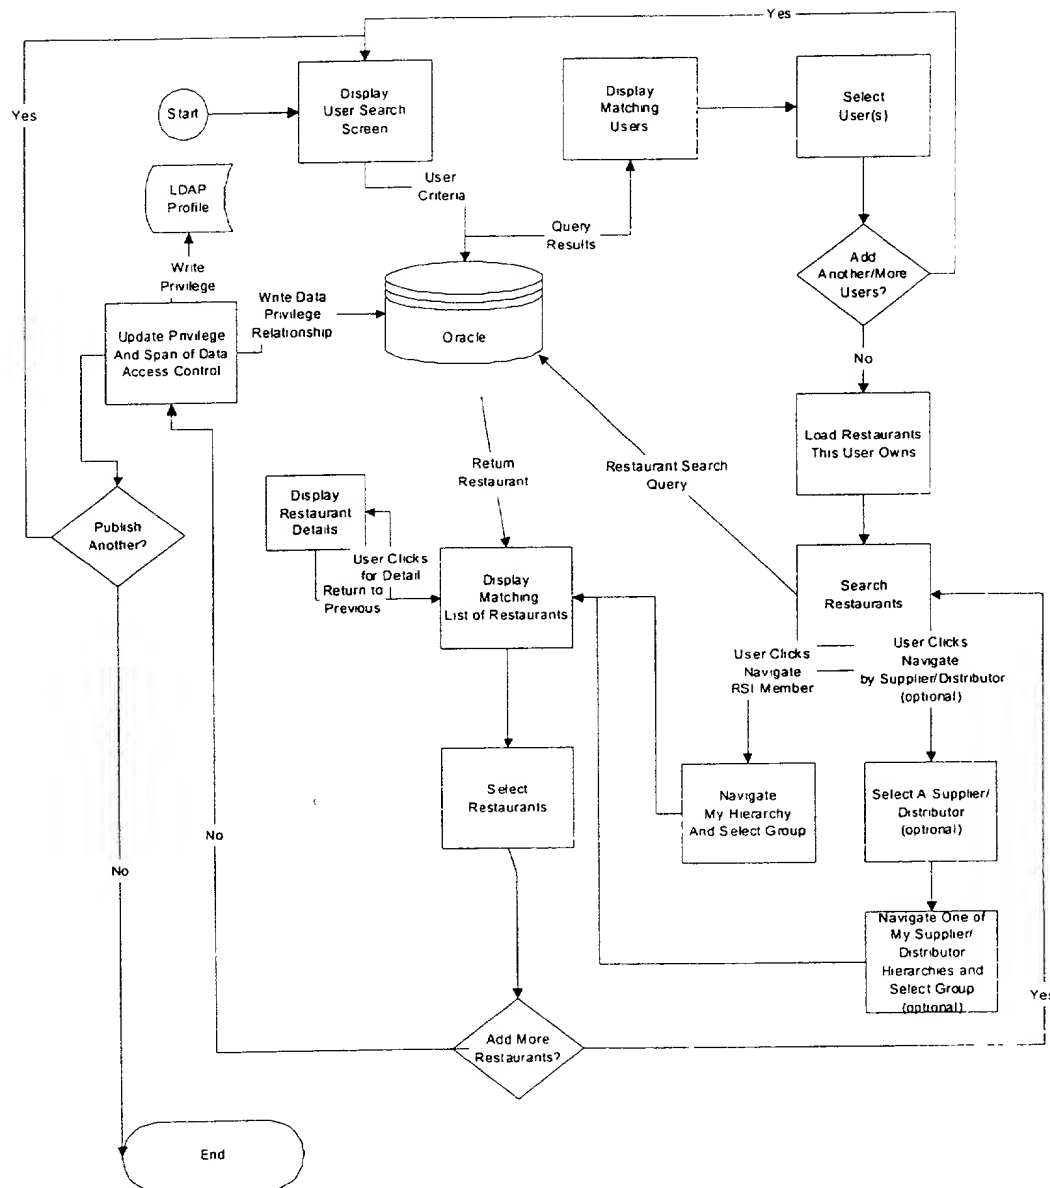 Yes
Yes
Start
Display
User Search
Screen
Display
Matching
Users
Select
User(s)
LDAP
Profile
User
Criteria
Query
Results
Add
Another/More
Users?
Write
Privilege
Write Data
Privilege
Relationship
Update Privilege
And Span of Data
Access Control
Oracle
No
Load Restaurants
This User Owns
Return
Restaurant
Restaurant Search
Query
Display
Restaurant
Details
Publish
Another?
User Clicks
for Detail
Return to
Previous
Display
Matching
List of Restaurants
Search
Restaurants
User Clicks
Navigate
RSI Member
User Clicks
Navigate
by Supplier/Distributor
(optional)
Select
Restaurants
Navigate
My Hierarchy
And Select Group
Select A Supplier/
Distributor
(optional)
No
No
Navigate One of
My Supplier/
Distributor
Hierarchies and
Select Group
(optional)
Yes
Add More
Restaurants?
End